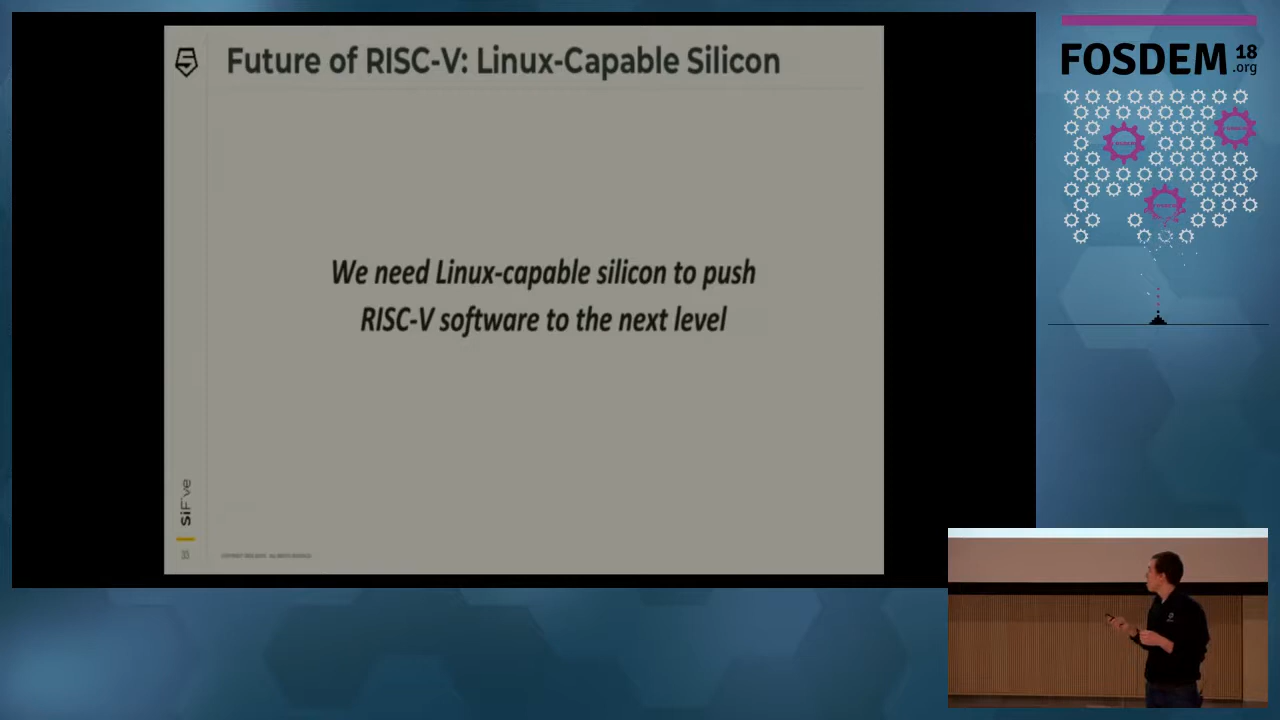 Future of RISC-V: Linux-Capable Silicon
We need Linux-capable silicon to push
RISC-V software to the next level
SiFive
FOSDEM 18
.org